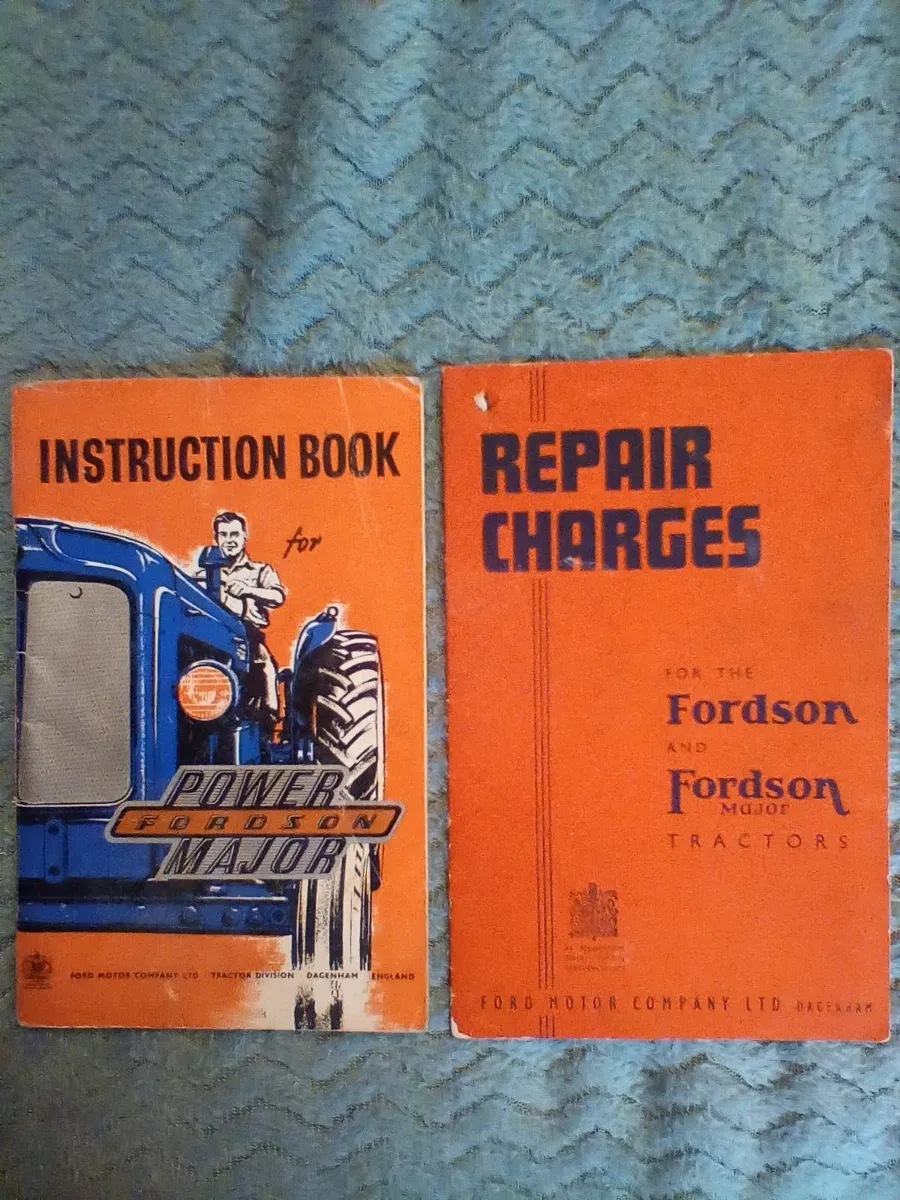 INSTRUCTION BOOK
for
POWER
FORDSON
MAJOR
FORD MOTOR COMPANY LTD TRACTOR DIVISION DAGENHAM ENGLAND
REPAIR
CHARGES
FOR THE
Fordson
AND
Fordson
MAJOR
TRACTORS
FORD MOTOR COMPANY LTD DAGENHAM